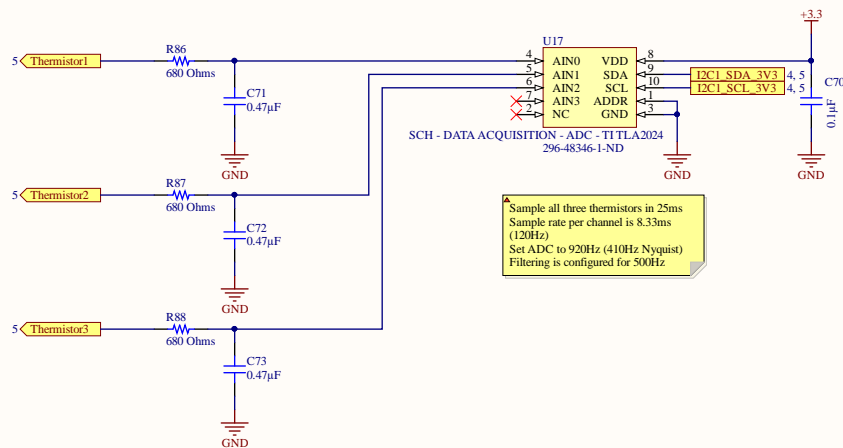 +3.3
U17
5 Thermistor1
R86
680 Ohms
C71
0.47µF
GND
4 AIN0 VDD 8
5 AIN1 SDA 9 I2C1_SDA_3V3 4, 5
6 AIN2 SCL 10 I2C1_SCL_3V3 4, 5
7 AIN3 ADDR 1
2 NC GND 3
SCH - DATA ACQUISITION - ADC - TI TLA2024
296-48346-1-ND
C70
0.1µF
GND
GND
5 Thermistor2
R87
680 Ohms
C72
0.47µF
GND
Sample all three thermistors in 25ms
Sample rate per channel is 8.33ms
(120Hz)
Set ADC to 920Hz (410Hz Nyquist)
Filtering is configured for 500Hz
5 Thermistor3
R88
680 Ohms
C73
0.47µF
GND